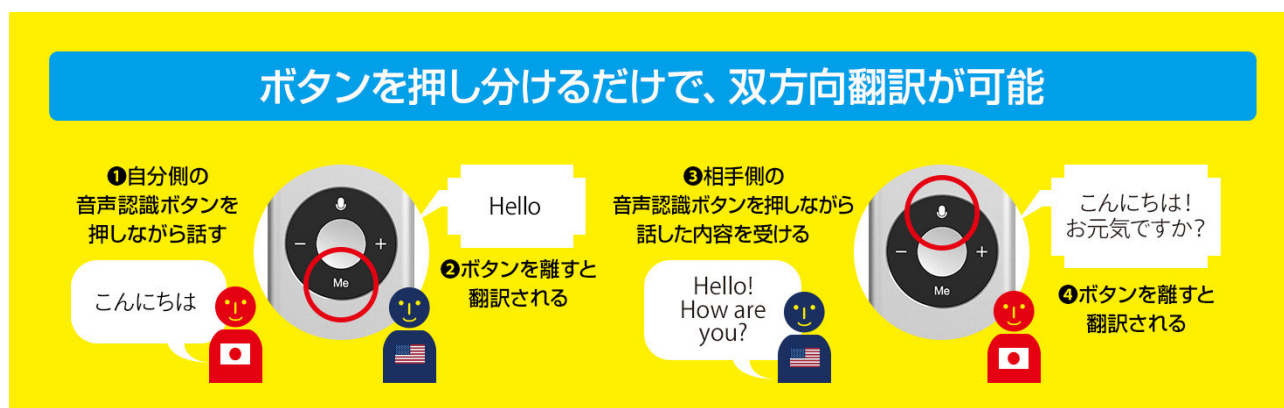 ボタンを押し分けるだけで、双方向翻訳が可能
❶自分側の
音声認識ボタンを
押しながら話す
こんにちは
−
+
Me
Hello
❷ボタンを離すと
翻訳される
❸相手側の
音声認識ボタンを押しながら
話した内容を受ける
Hello!
How are
you?
−
+
Me
こんにちは！
お元気ですか？
❹ボタンを離すと
翻訳される